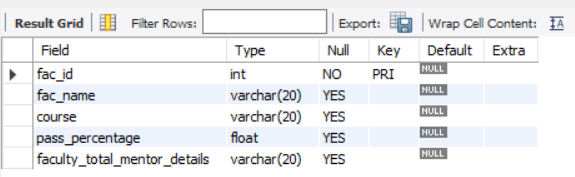 Result Grid Filter Rows: Export: Wrap Cell Content: IA
Field Type Null Key Default Extra
fac_id int NO PRI NULL
fac_name varchar(20) YES NULL
course varchar(20) YES NULL
pass_percentage float YES NULL
faculty_total_mentor_details varchar(20) YES NULL